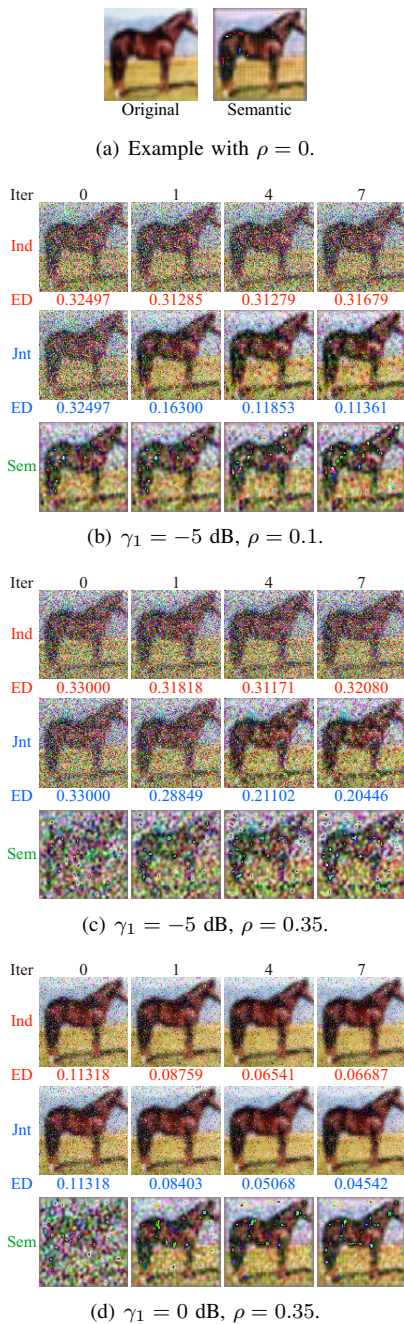 Original Semantic
(a) Example with ρ = 0.
Iter 0 1 4 7
Ind
ED 0.32497 0.31285 0.31279 0.31679
Jnt
ED 0.32497 0.16300 0.11853 0.11361
Sem
(b) γ₁ = −5 dB, ρ = 0.1.
Iter 0 1 4 7
Ind
ED 0.33000 0.31818 0.31171 0.32080
Jnt
ED 0.33000 0.28849 0.21102 0.20446
Sem
(c) γ₁ = −5 dB, ρ = 0.35.
Iter 0 1 4 7
Ind
ED 0.11318 0.08759 0.06541 0.06687
Jnt
ED 0.11318 0.08403 0.05068 0.04542
Sem
(d) γ₁ = 0 dB, ρ = 0.35.